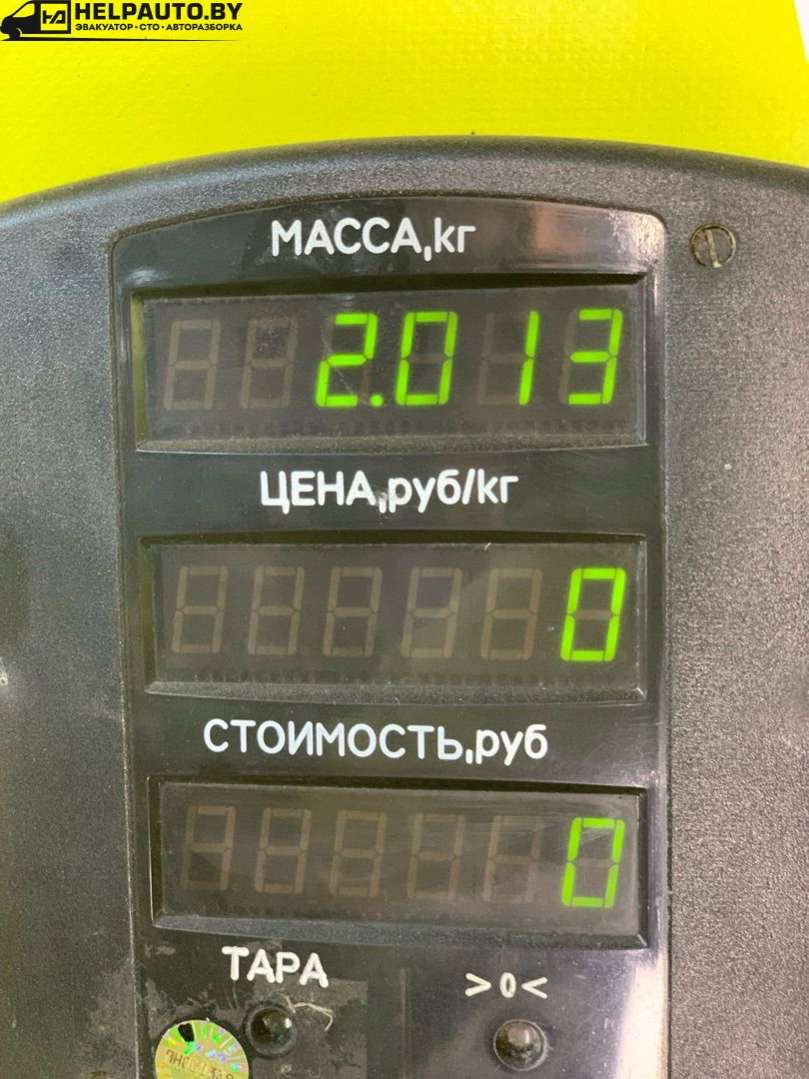 HELPAUTO.BY
ЭВАКУАТОР·СТО·АВТОРАЗБОРКА
МАССА,кг
2.013
ЦЕНА,руб/кг
0
СТОИМОСТЬ,руб
0
ТАРА >0<